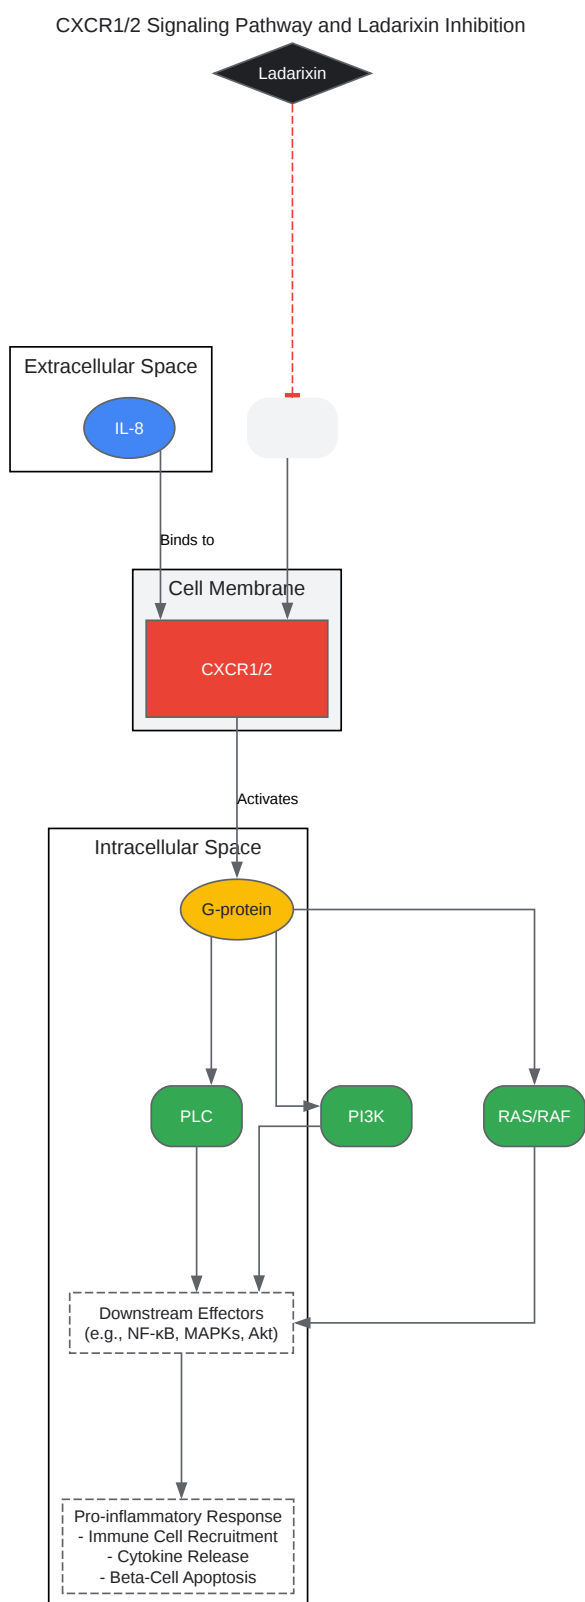 CXCR1/2 Signaling Pathway and Ladarixin Inhibition
Ladarixin
Extracellular Space
IL-8
Binds to
Cell Membrane
CXCR1/2
Activates
Intracellular Space
G-protein
PLC
PI3K
RAS/RAF
Downstream Effectors
(e.g., NF-κB, MAPKs, Akt)
Pro-inflammatory Response
- Immune Cell Recruitment
- Cytokine Release
- Beta-Cell Apoptosis